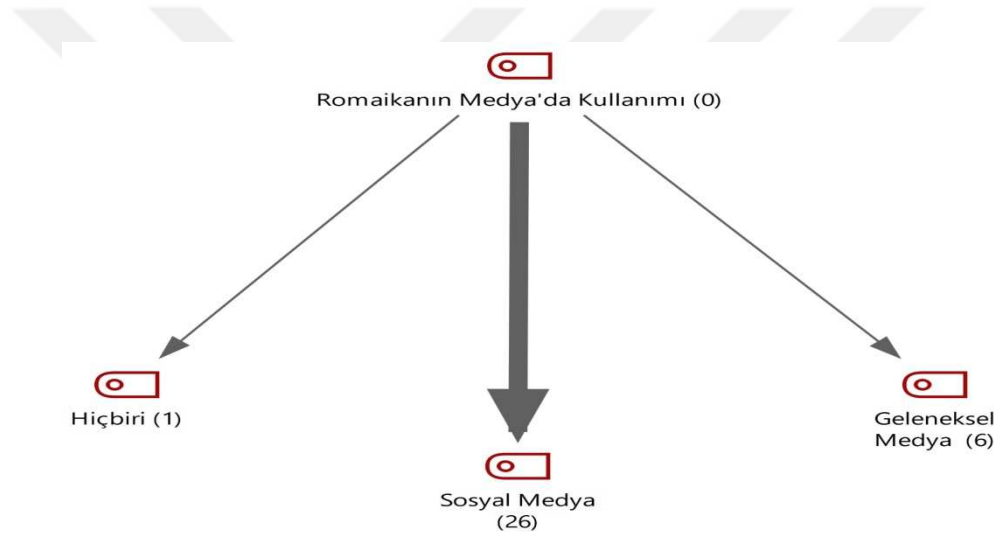 Romaikanın Medya'da Kullanımı (0)
Hiçbiri (1)
Sosyal Medya
(26)
Geleneksel
Medya (6)